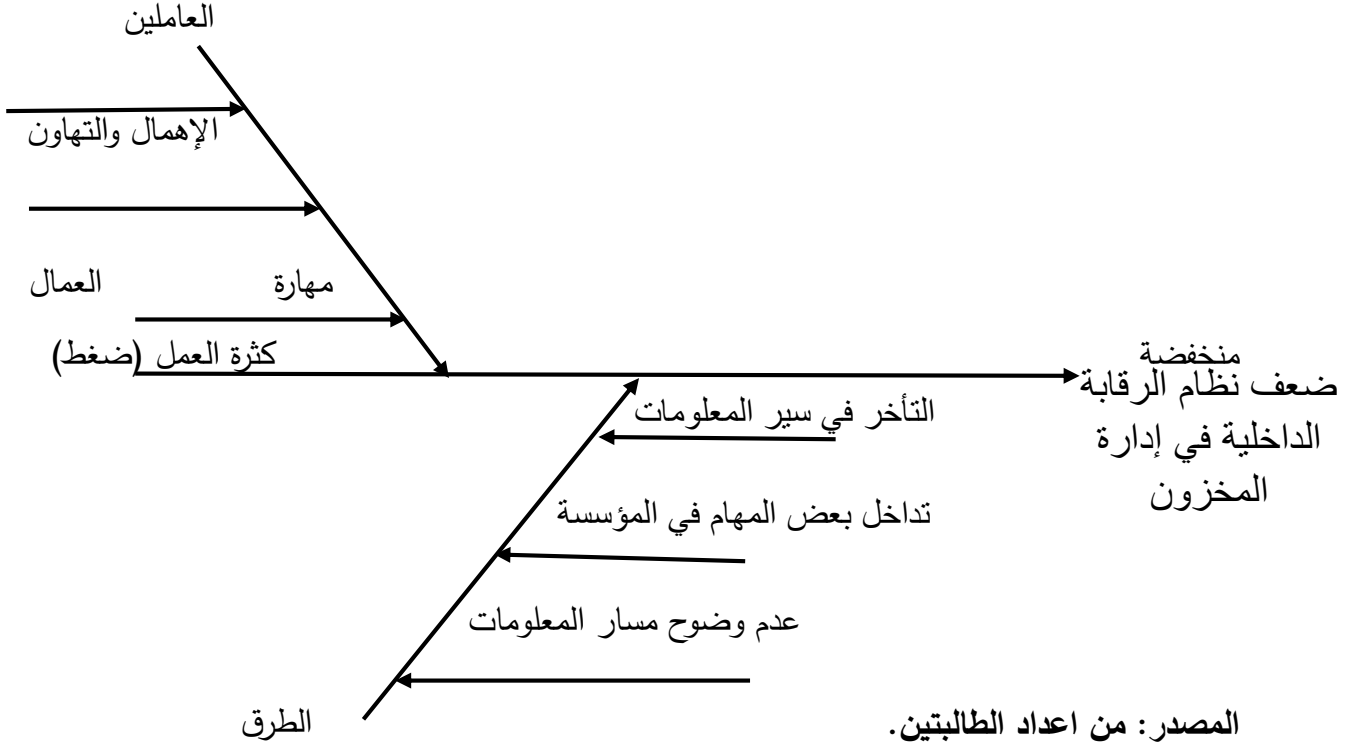 العاملين
الإهمال والتهاون
مهارة العمال
منخفضة
كثرة العمل (ضغط)
ضعف نظام الرقابة
الداخلية في إدارة
المخزون
التأخر في سير المعلومات
تداخل بعض المهام في المؤسسة
عدم وضوح مسار المعلومات
الطرق
المصدر: من اعداد الطالبتين.